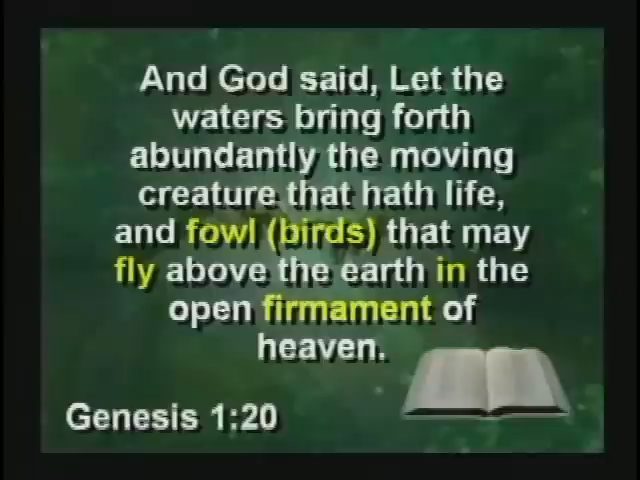 And God said, Let the
waters bring forth
abundantly the moving
creature that hath life,
and fowl (birds) that may
fly above the earth in the
open firmament of
heaven.
Genesis 1:20